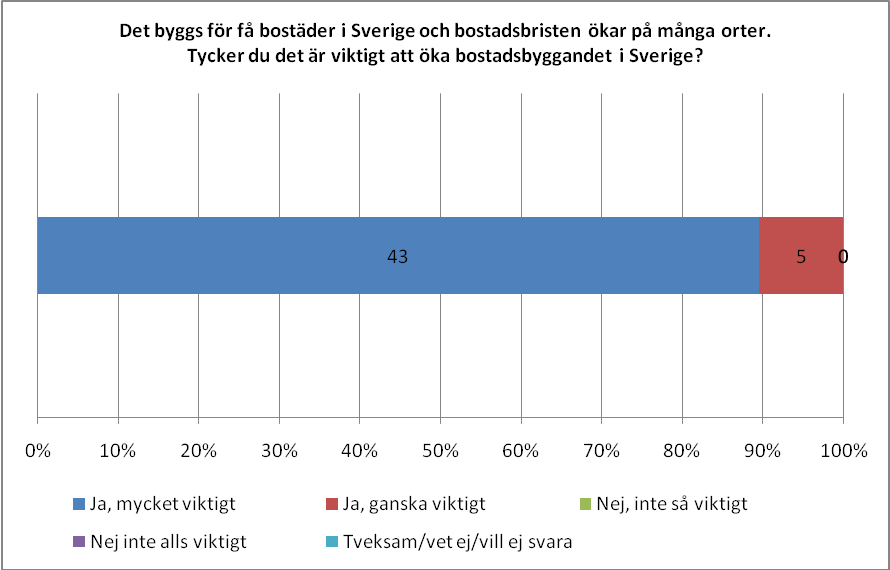 Det byggs för få bostäder i Sverige och bostadsbristen ökar på många orter.
Tycker du det är viktigt att öka bostadsbyggandet i Sverige?
43 5 0
0% 10% 20% 30% 40% 50% 60% 70% 80% 90% 100%
Ja, mycket viktigt Ja, ganska viktigt Nej, inte så viktigt
Nej inte alls viktigt Tveksam/vet ej/vill ej svara